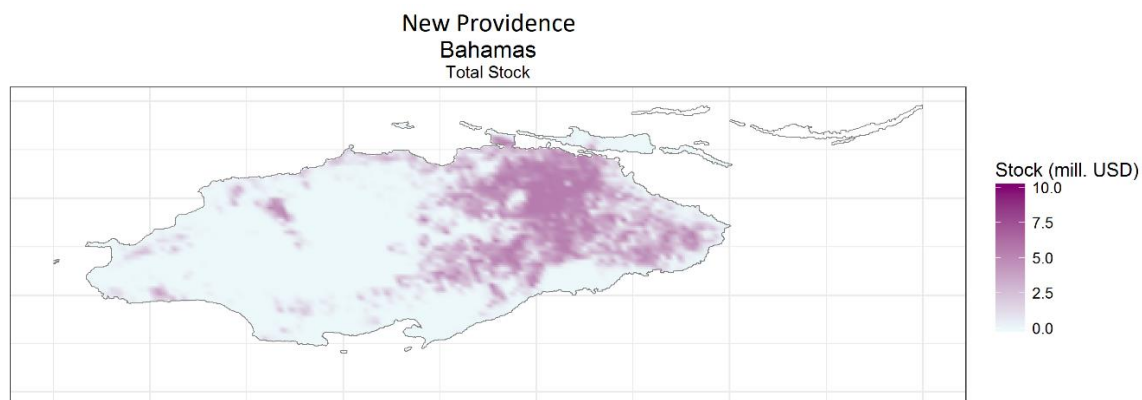 New Providence
Bahamas
Total Stock
Stock (mill. USD)
10.0
7.5
5.0
2.5
0.0